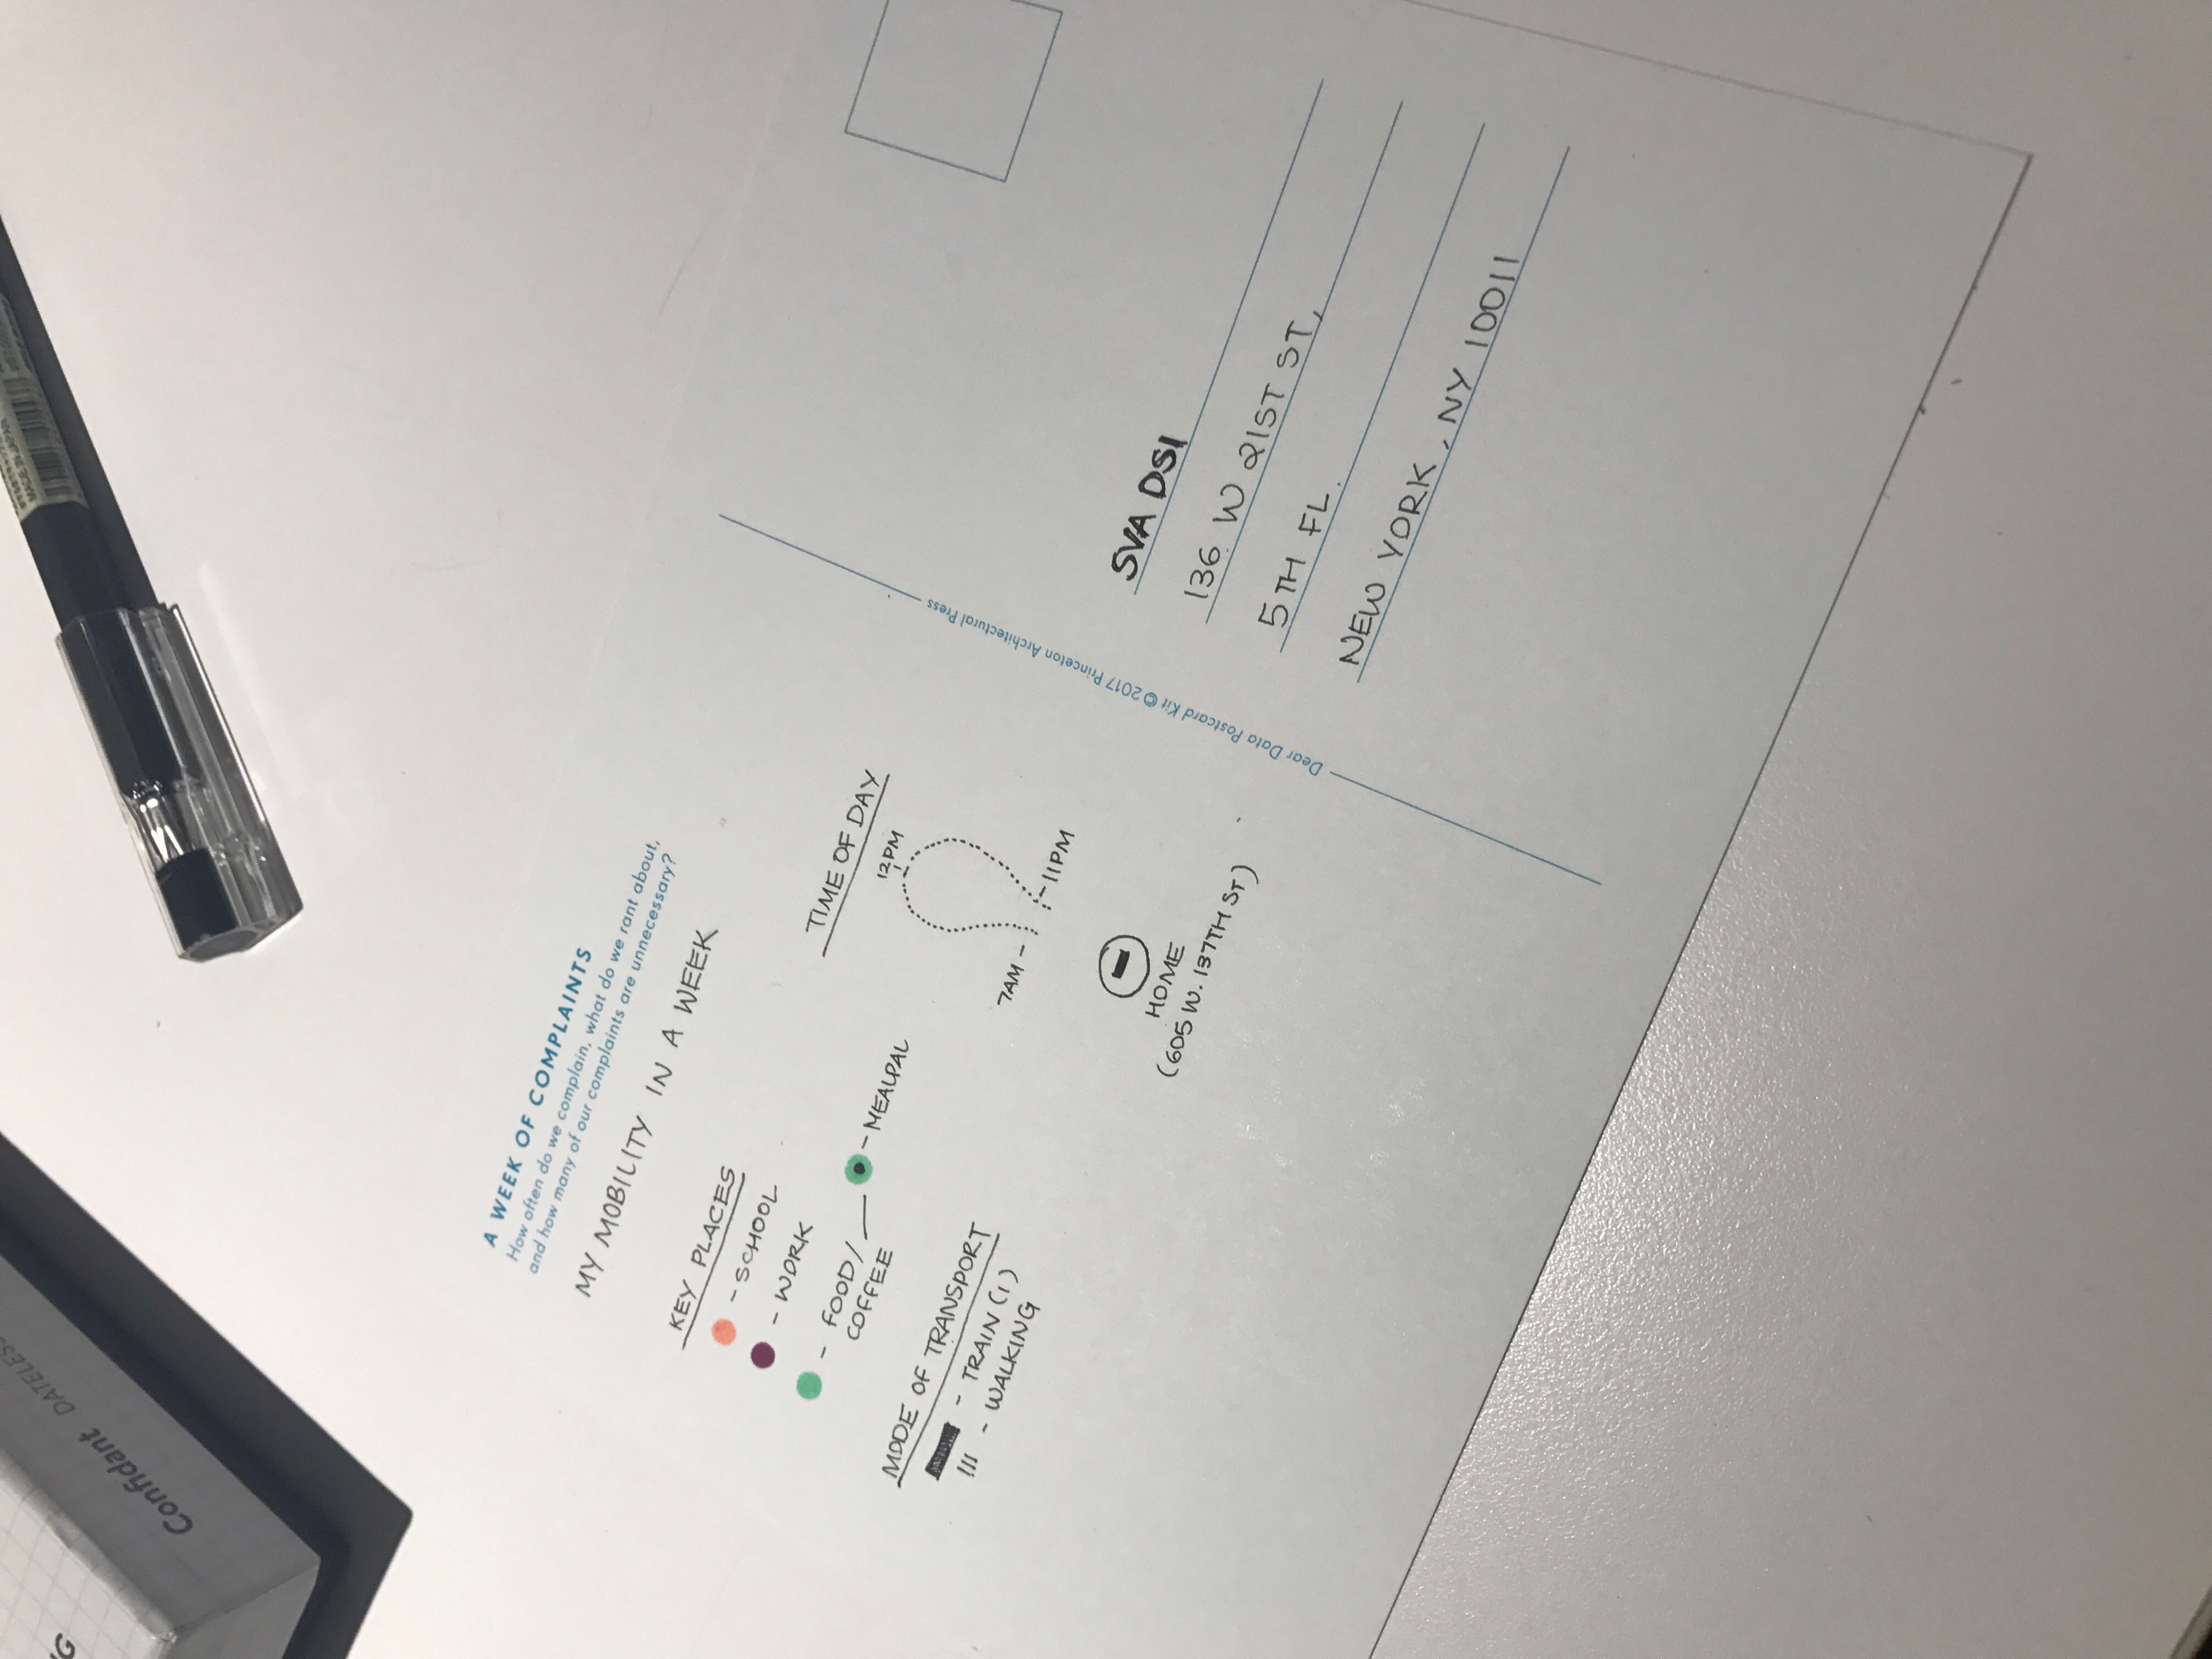 G
Confidant DATELESS
MADE IN JAPAN
A WEEK OF COMPLAINTS
How often do we complain, what do we rant about,
and how many of our complaints are unnecessary?
MY MOBILITY IN A WEEK
KEY PLACES
- SCHOOL
- WORK
- FOOD/
COFFEE
- MEALPAL
MODE OF TRANSPORT
- TRAIN (1)
- WALKING
TIME OF DAY
12PM
7AM -
- 11PM
HOME
(605 W. 137TH ST)
Dear Data Postcard Kit © 2017 Princeton Architectural Press
SVA DSI
136 W 21ST ST,
5TH FL.
NEW YORK, NY 10011